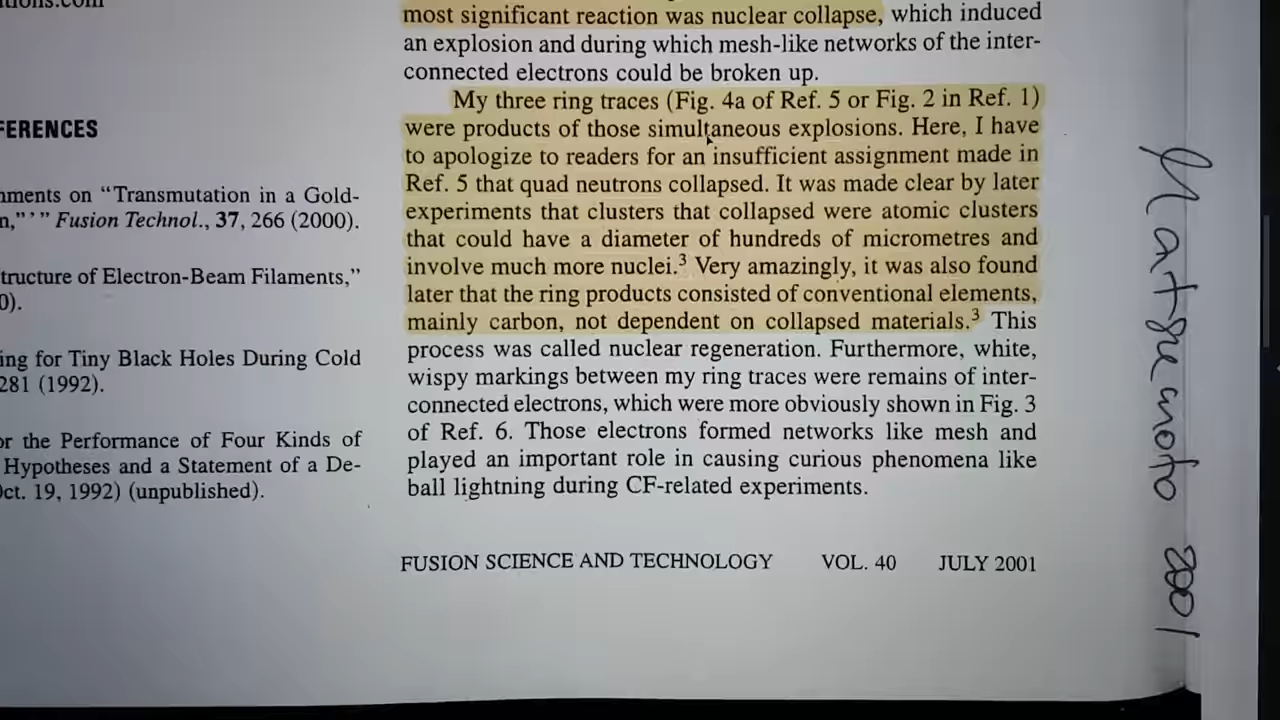 tions.com
FERENCES
nments on “Transmutation in a Gold-
n,”’” Fusion Technol., 37, 266 (2000).
tructure of Electron-Beam Filaments,”
0).
ing for Tiny Black Holes During Cold
281 (1992).
or the Performance of Four Kinds of
Hypotheses and a Statement of a De-
Oct. 19, 1992) (unpublished).
most significant reaction was nuclear collapse, which induced
an explosion and during which mesh-like networks of the inter-
connected electrons could be broken up.
My three ring traces (Fig. 4a of Ref. 5 or Fig. 2 in Ref. 1)
were products of those simultaneous explosions. Here, I have
to apologize to readers for an insufficient assignment made in
Ref. 5 that quad neutrons collapsed. It was made clear by later
experiments that clusters that collapsed were atomic clusters
that could have a diameter of hundreds of micrometres and
involve much more nuclei.3 Very amazingly, it was also found
later that the ring products consisted of conventional elements,
mainly carbon, not dependent on collapsed materials.3 This
process was called nuclear regeneration. Furthermore, white,
wispy markings between my ring traces were remains of inter-
connected electrons, which were more obviously shown in Fig. 3
of Ref. 6. Those electrons formed networks like mesh and
played an important role in causing curious phenomena like
ball lightning during CF-related experiments.
FUSION SCIENCE AND TECHNOLOGY VOL. 40 JULY 2001
Matsumoto 2001